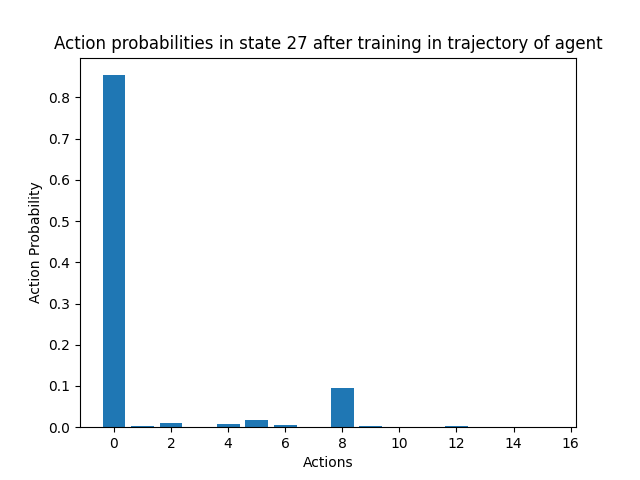 Action probabilities in state 27 after training in trajectory of agent
0.8
0.7
0.6
0.5
0.4
0.3
0.2
0.1
0.0
Action Probability
0 2 4 6 8 10 12 14 16
Actions